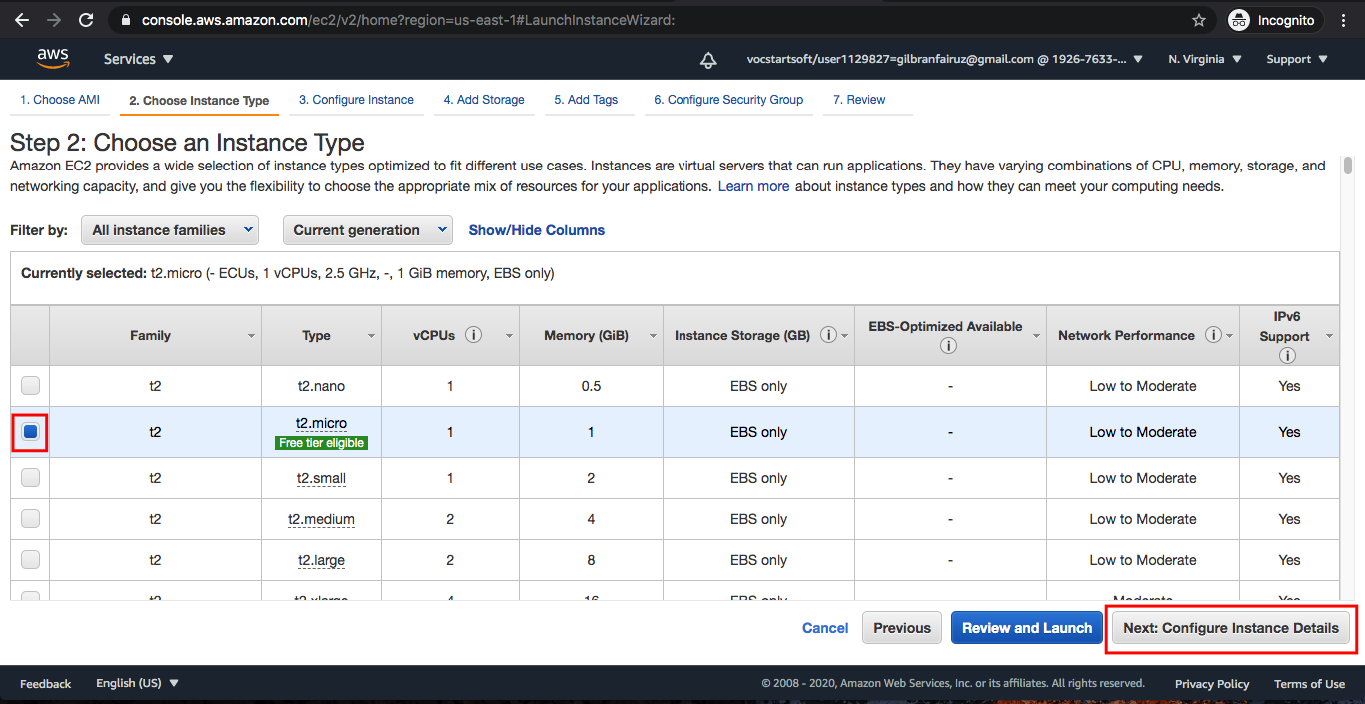 console.aws.amazon.com/ec2/v2/home?region=us-east-1#LaunchInstanceWizard:
Incognito
aws
Services
vocstartsoft/user1129827=gilbranfairuz@gmail.com @ 1926-7633-...
N. Virginia
Support
1. Choose AMI
2. Choose Instance Type
3. Configure Instance
4. Add Storage
5. Add Tags
6. Configure Security Group
7. Review
Step 2: Choose an Instance Type
Amazon EC2 provides a wide selection of instance types optimized to fit different use cases. Instances are virtual servers that can run applications. They have varying combinations of CPU, memory, storage, and
networking capacity, and give you the flexibility to choose the appropriate mix of resources for your applications. Learn more about instance types and how they can meet your computing needs.
Filter by: All instance families Current generation Show/Hide Columns
Currently selected: t2.micro (- ECUs, 1 vCPUs, 2.5 GHz, -, 1 GiB memory, EBS only)
Family Type vCPUs Memory (GiB) Instance Storage (GB) EBS-Optimized Available Network Performance IPv6 Support
t2 t2.nano 1 0.5 EBS only - Low to Moderate Yes
t2 t2.micro 1 1 EBS only - Low to Moderate Yes
Free tier eligible
t2 t2.small 1 2 EBS only - Low to Moderate Yes
t2 t2.medium 2 4 EBS only - Low to Moderate Yes
t2 t2.large 2 8 EBS only - Low to Moderate Yes
t2 t2.xlarge 4 16 EBS only Moderate Yes
Cancel Previous Review and Launch Next: Configure Instance Details
Feedback English (US) © 2008 - 2020, Amazon Web Services, Inc. or its affiliates. All rights reserved. Privacy Policy Terms of Use